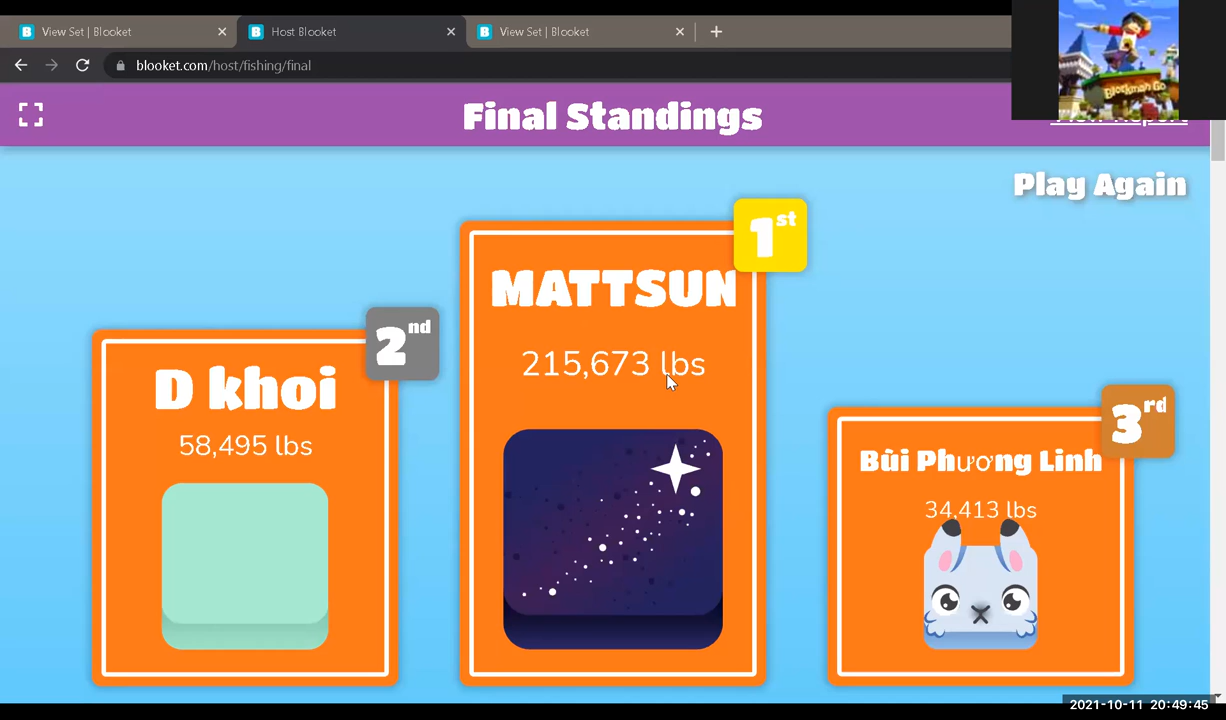 View Set | Blooket
Host Blooket
View Set | Blooket
blooket.com/host/fishing/final
Final Standings
Blockman Go
View Report
Play Again
1st
MATTSUN
215,673 lbs
2nd
D khoi
58,495 lbs
3rd
Bùi Phương Linh
34,413 lbs
2021-10-11 20:49:45